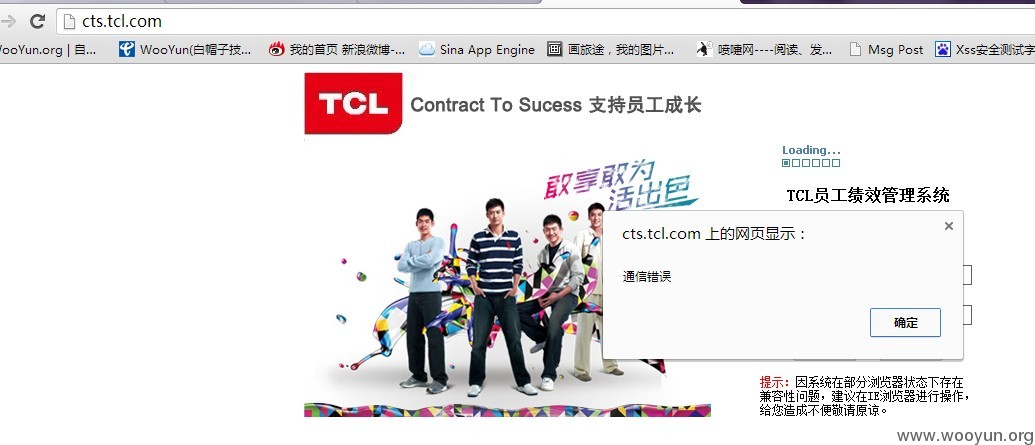 cts.tcl.com
WooYun.org | 自...
WooYun(白帽子技...
我的首页 新浪微博-...
Sina App Engine
画旅途，我的图片...
喷嚏网----阅读、发...
Msg Post
Xss安全测试字
TCL
Contract To Sucess 支持员工成长
Loading...
敢享敢为
活出色
TCL员工绩效管理系统
cts.tcl.com 上的网页显示：
通信错误
确定
提示：因系统在部分浏览器状态下存在
兼容性问题，建议在IE浏览器进行操作，
给您造成不便敬请原谅。
www.wooyun.org